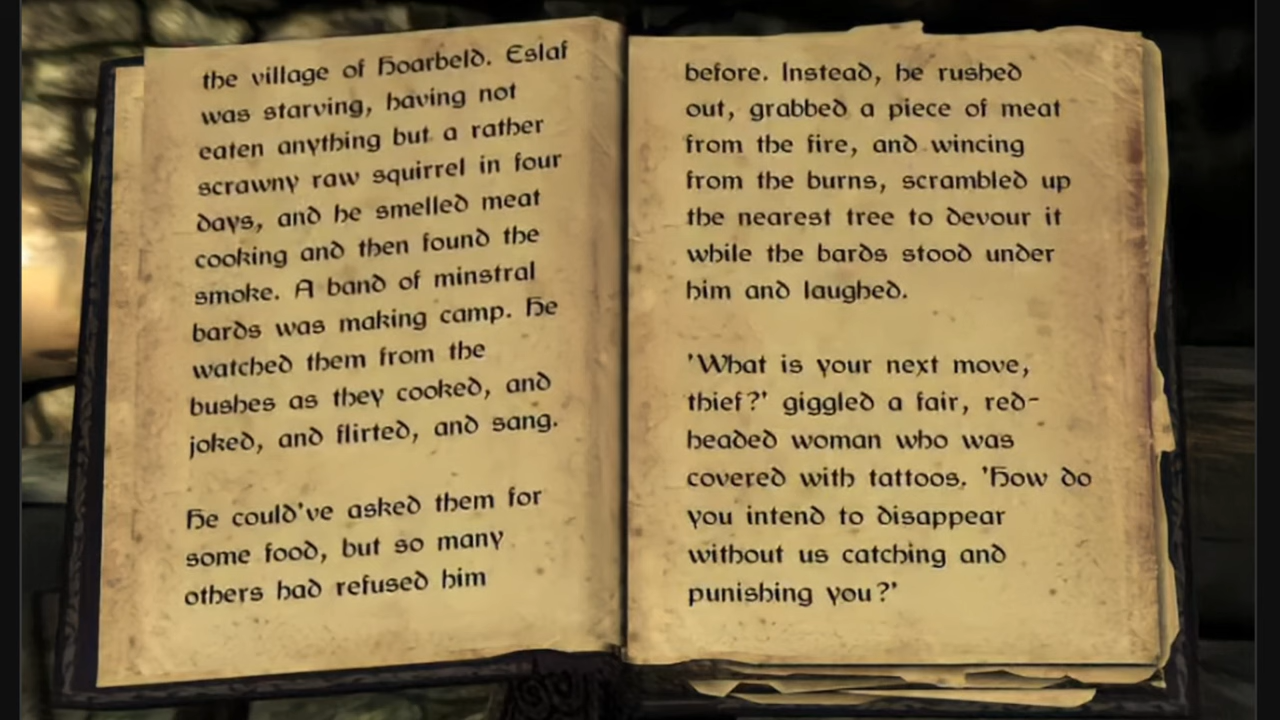 the village of Hoarbeld. Eslaf
was starving, having not
eaten anything but a rather
scrawny raw squirrel in four
days, and he smelled meat
cooking and then found the
smoke. A band of minstral
bards was making camp. He
watched them from the
bushes as they cooked, and
joked, and flirted, and sang.
He could've asked them for
some food, but so many
others had refused him
before. Instead, he rushed
out, grabbed a piece of meat
from the fire, and wincing
from the burns, scrambled up
the nearest tree to devour it
while the bards stood under
him and laughed.
'What is your next move,
thief?' giggled a fair, red-
headed woman who was
covered with tattoos. 'How do
you intend to disappear
without us catching and
punishing you?'